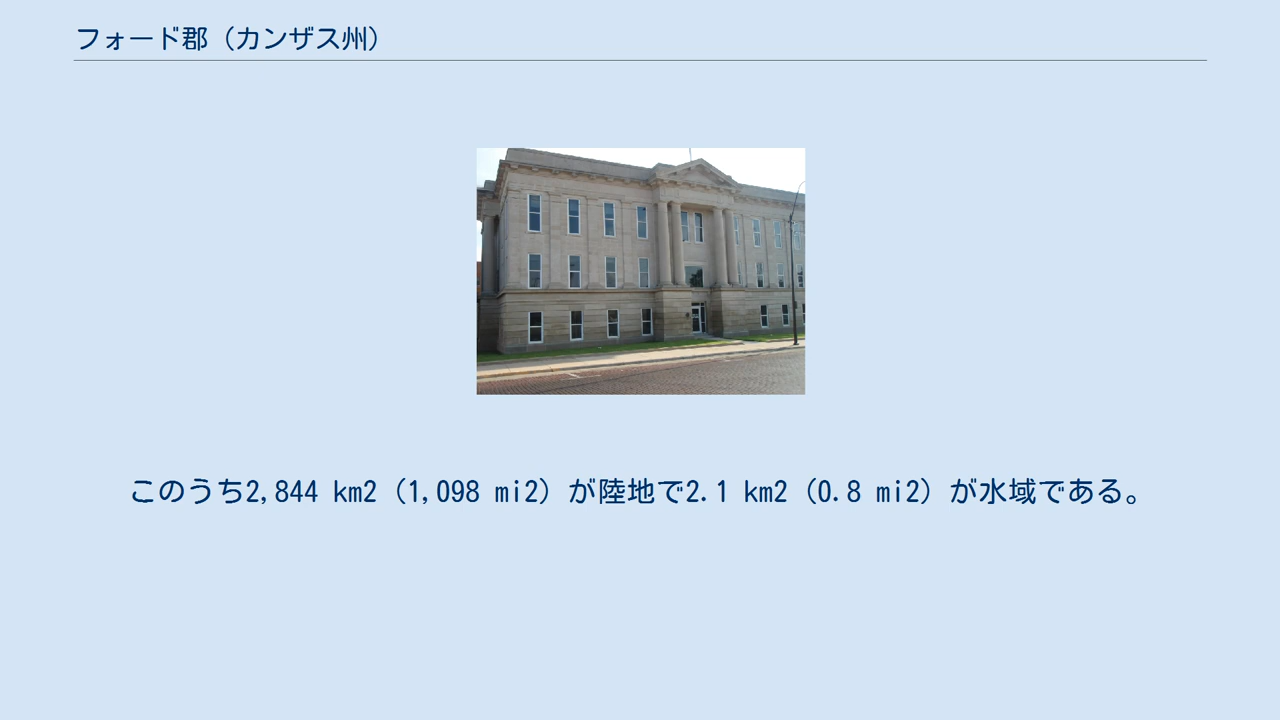 フォード郡（カンザス州）
このうち2,844 km2（1,098 mi2）が陸地で2.1 km2（0.8 mi2）が水域である。